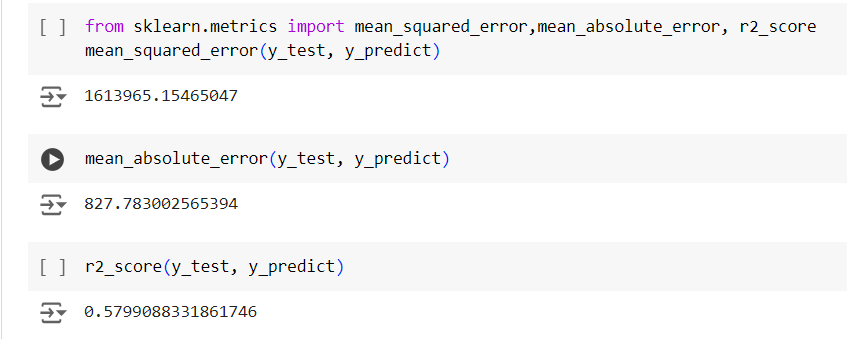 [ ] from sklearn.metrics import mean_squared_error,mean_absolute_error, r2_score
mean_squared_error(y_test, y_predict)
1613965.15465047
mean_absolute_error(y_test, y_predict)
827.783002565394
[ ] r2_score(y_test, y_predict)
0.5799088331861746